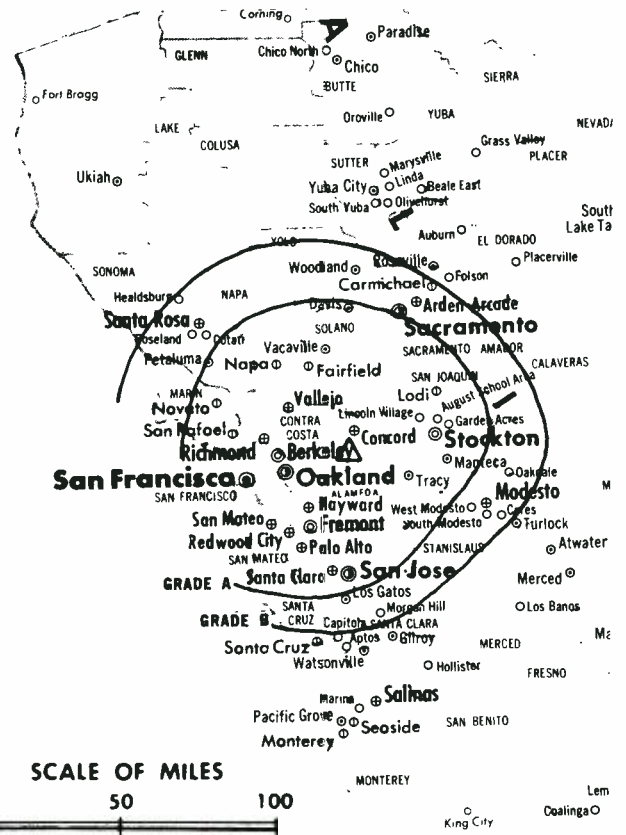 Corning
A
Paradise
GLENN
Chico North
Chico
BUTTE
SIERRA
Fort Bragg
Oroville
YUBA
NEVADA
LAKE
COLUSA
Grass Valley
PLACER
SUTTER
Marysville
Ukiah
Yuba City
Linda
Beale East
South Yuba
Olivehurst
South
Lake Ta
Auburn
EL DORADO
YOLO
Placerville
SONOMA
Woodland
Roseville
Folson
Carmichael
Healdsburg
NAPA
Davis
Arden-Arcade
Santa Rosa
Sacramento
Roseland
Cotati
SOLANO
Vacaville
SACRAMENTO
AMADOR
Petaluma
Napa
Fairfield
CALAVERAS
SAN JOAQUIN
August School Area
MARIN
Novato
Vallejo
Lodi
CONTRA
COSTA
Lincoln Village
Garden Acres
San Rafael
Concord
Stockton
Richmond
Berkeley
Manteca
Oakdale
San Francisco
Oakland
Tracy
SAN FRANCISCO
ALAMEDA
Modesto
M
Hayward
West Modesto
Ceres
San Mateo
Fremont
South Modesto
Turlock
Redwood City
Palo Alto
STANISLAUS
Atwater
SAN MATEO
Merced
GRADE A
Santa Clara
San Jose
Los Gatos
SANTA
CRUZ
Morgan Hill
Los Banos
GRADE B
Capitola
SANTA CLARA
Santa Cruz
Aptos
Gilroy
MERCED
Ma
Watsonville
Hollister
FRESNO
Marina
Salinas
Pacific Grove
Seaside
SAN BENITO
Monterey
SCALE OF MILES
MONTEREY
50
100
Lem
King City
Coalinga